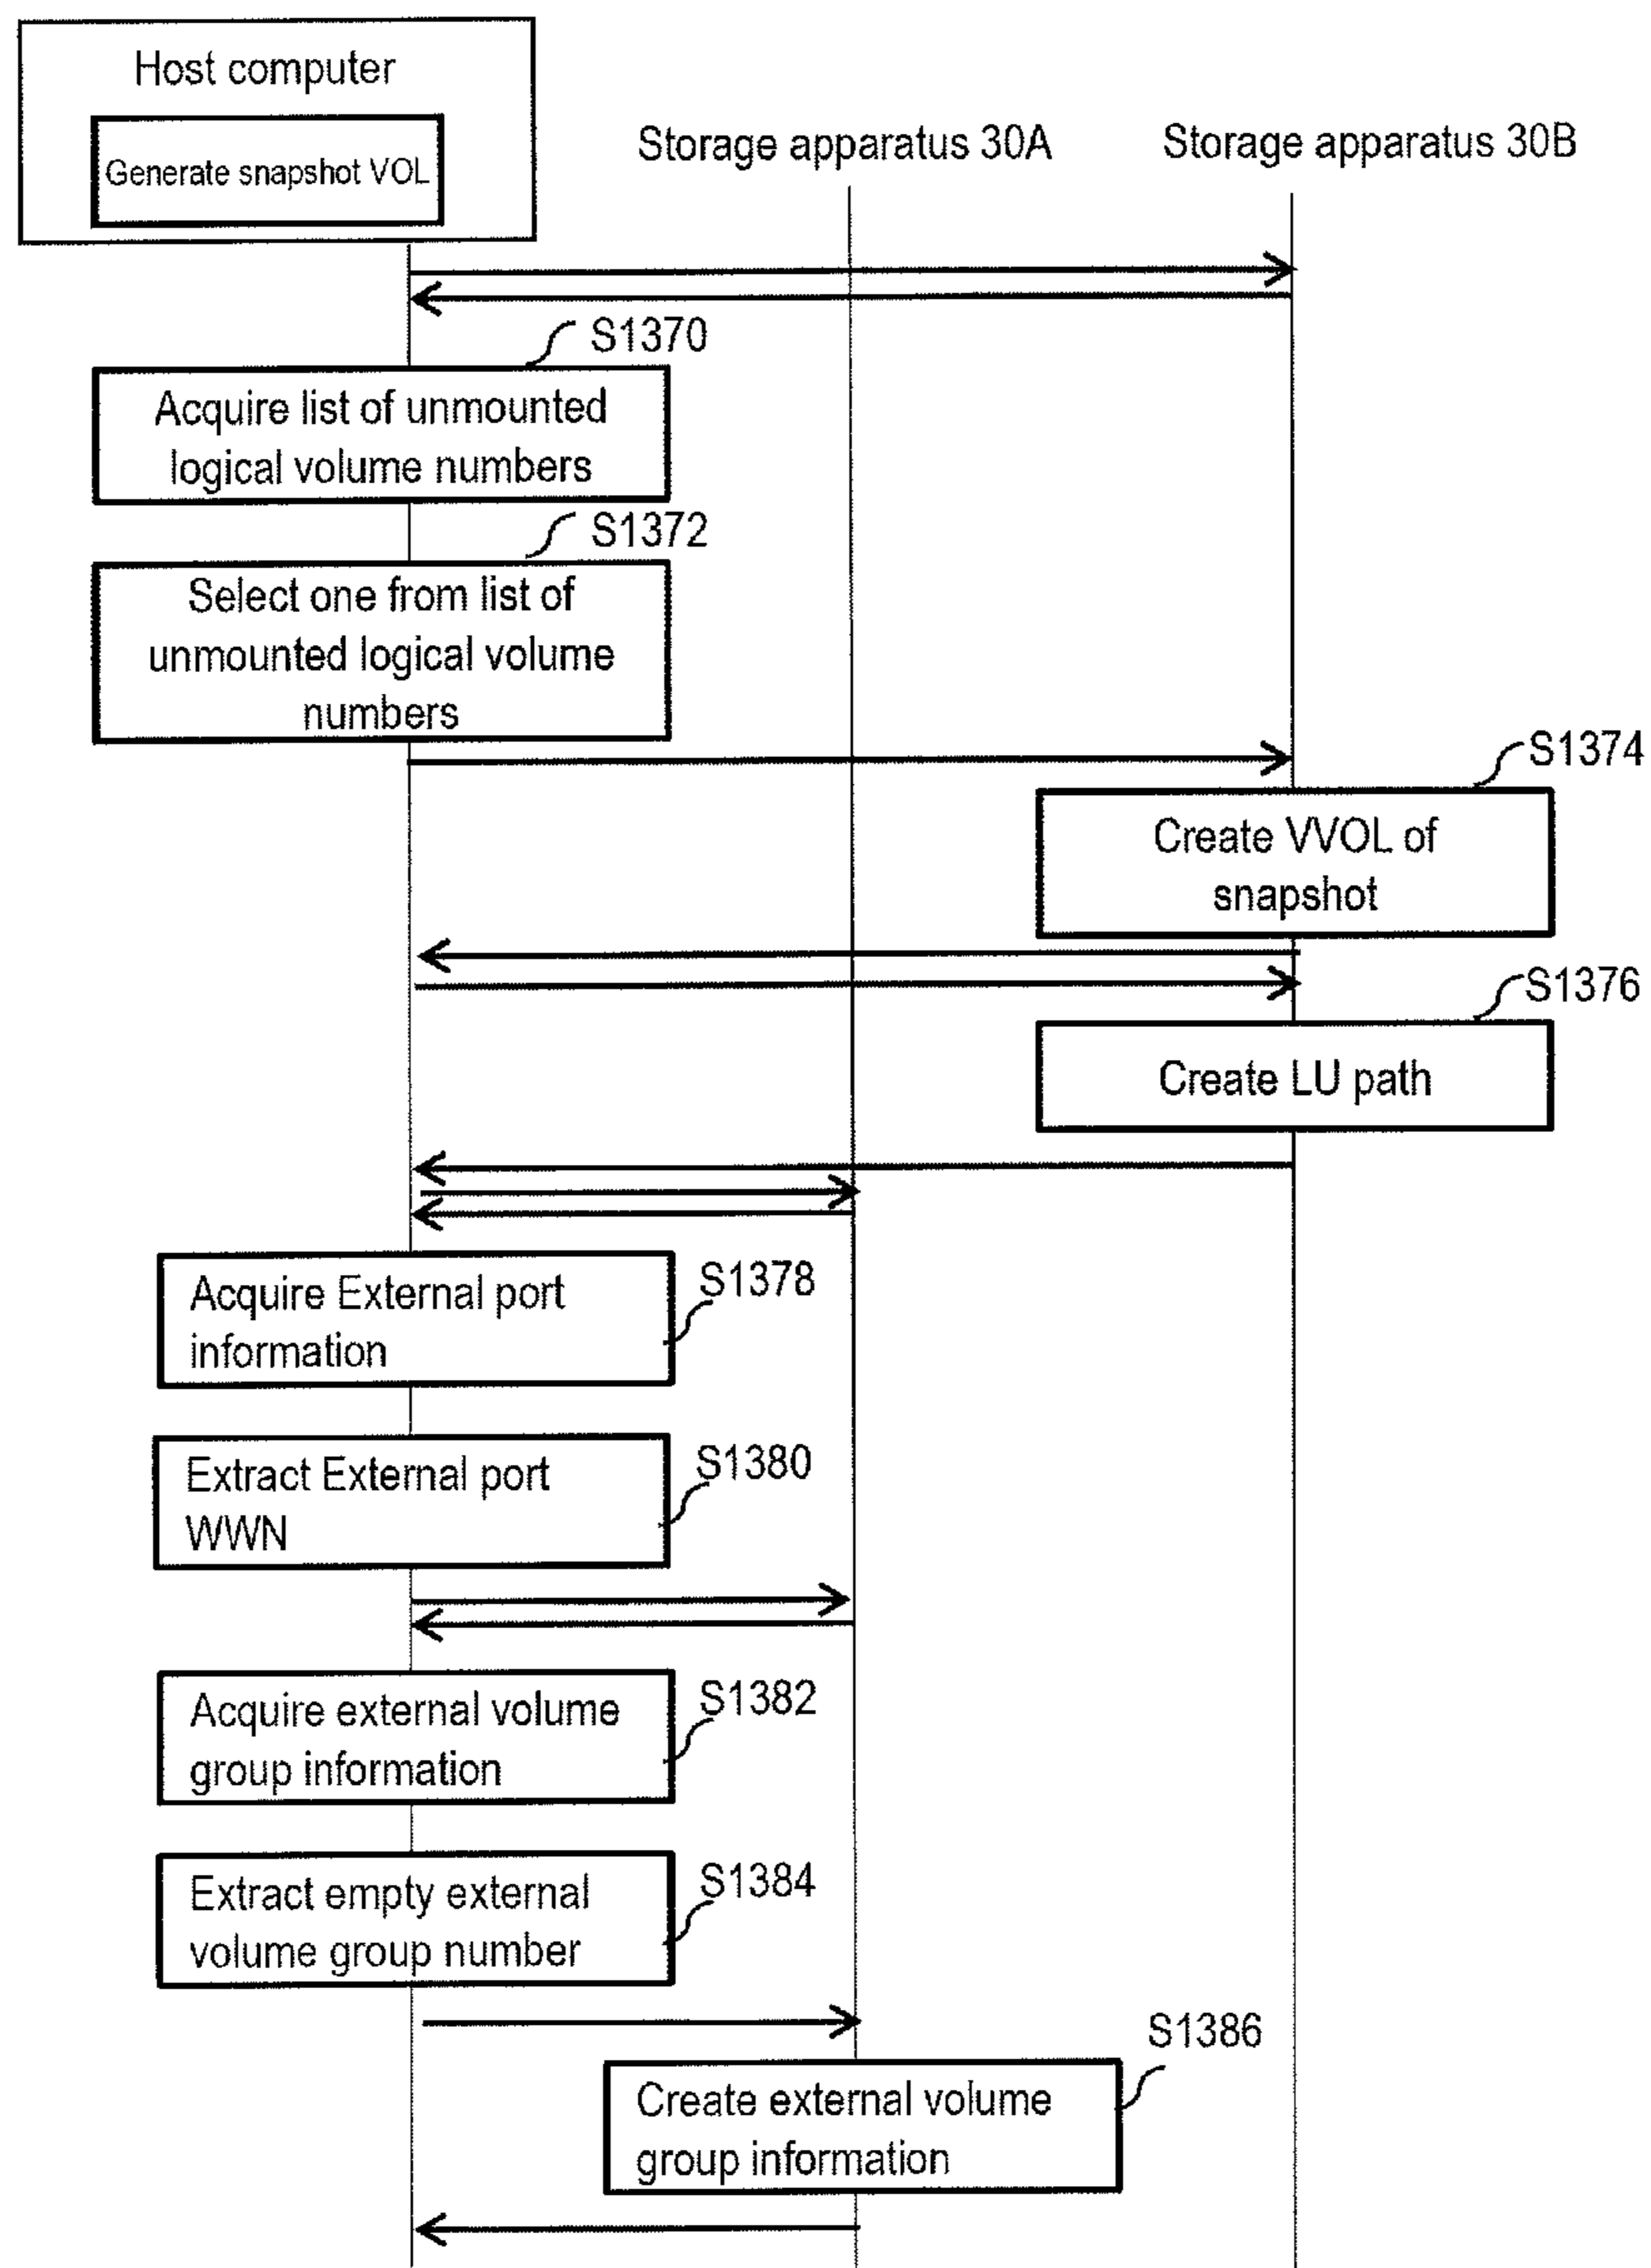 Host computer
Generate snapshot VOL
Storage apparatus 30A
Storage apparatus 30B
S1370
Acquire list of unmounted
logical volume numbers
S1372
Select one from list of
unmounted logical volume
numbers
S1374
Create VVOL of
snapshot
S1376
Create LU path
Acquire External port
information
S1378
Extract External port
WWN
S1380
Acquire external volume
group information
S1382
Extract empty external
volume group number
S1384
S1386
Create external volume
group information